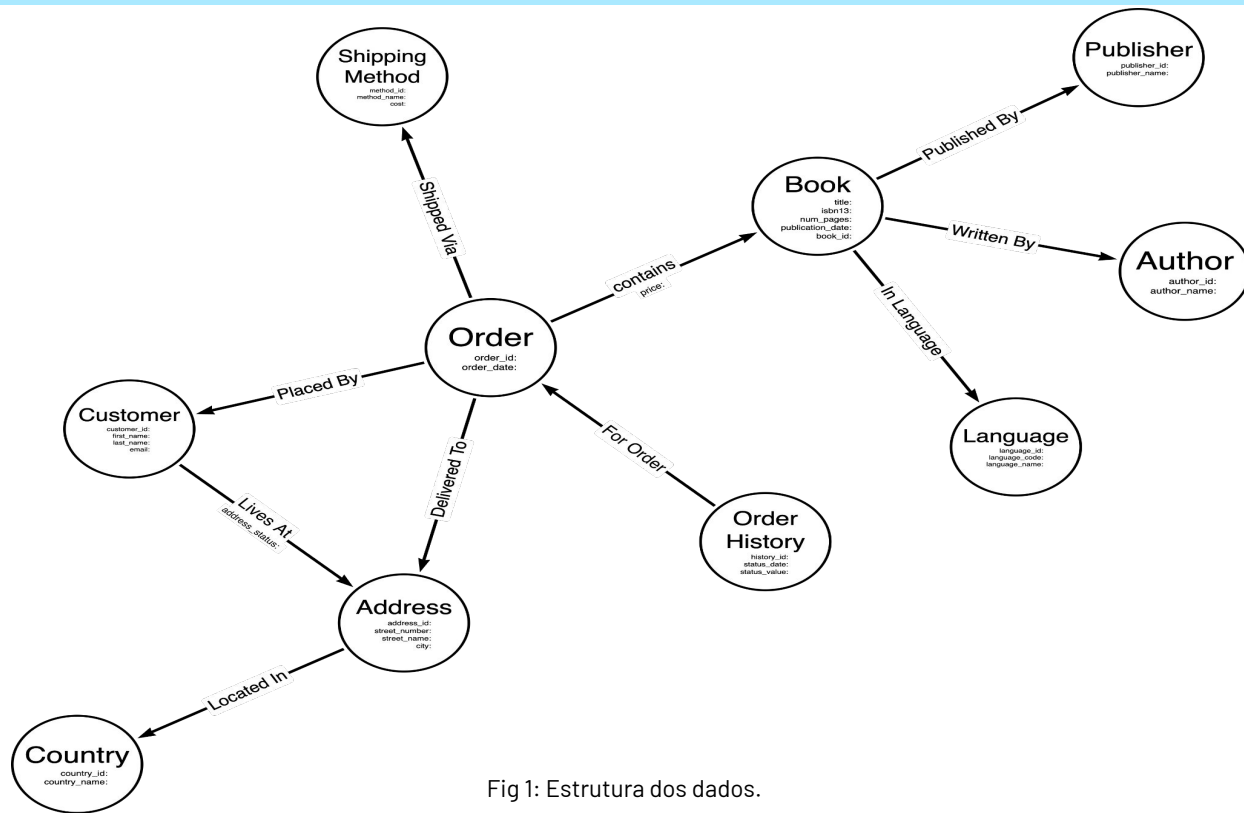 Shipping
Method
method_id:
method_name:
cost:
Publisher
publisher_id:
publisher_name:
Published By
Book
title:
isbn13:
num_pages:
publication_date:
book_id:
Written By
Author
author_id:
author_name:
Shipped Via
contains
price:
In Language
Order
order_id:
order_date:
Placed By
Customer
customer_id:
first_name:
last_name:
email:
For Order
Delivered To
Language
language_id:
language_code:
language_name:
Lives At
address_status:
Order
History
history_id:
status_date:
status_value:
Address
address_id:
street_number:
street_name:
city:
Located In
Country
country_id:
country_name:
Fig 1: Estrutura dos dados.